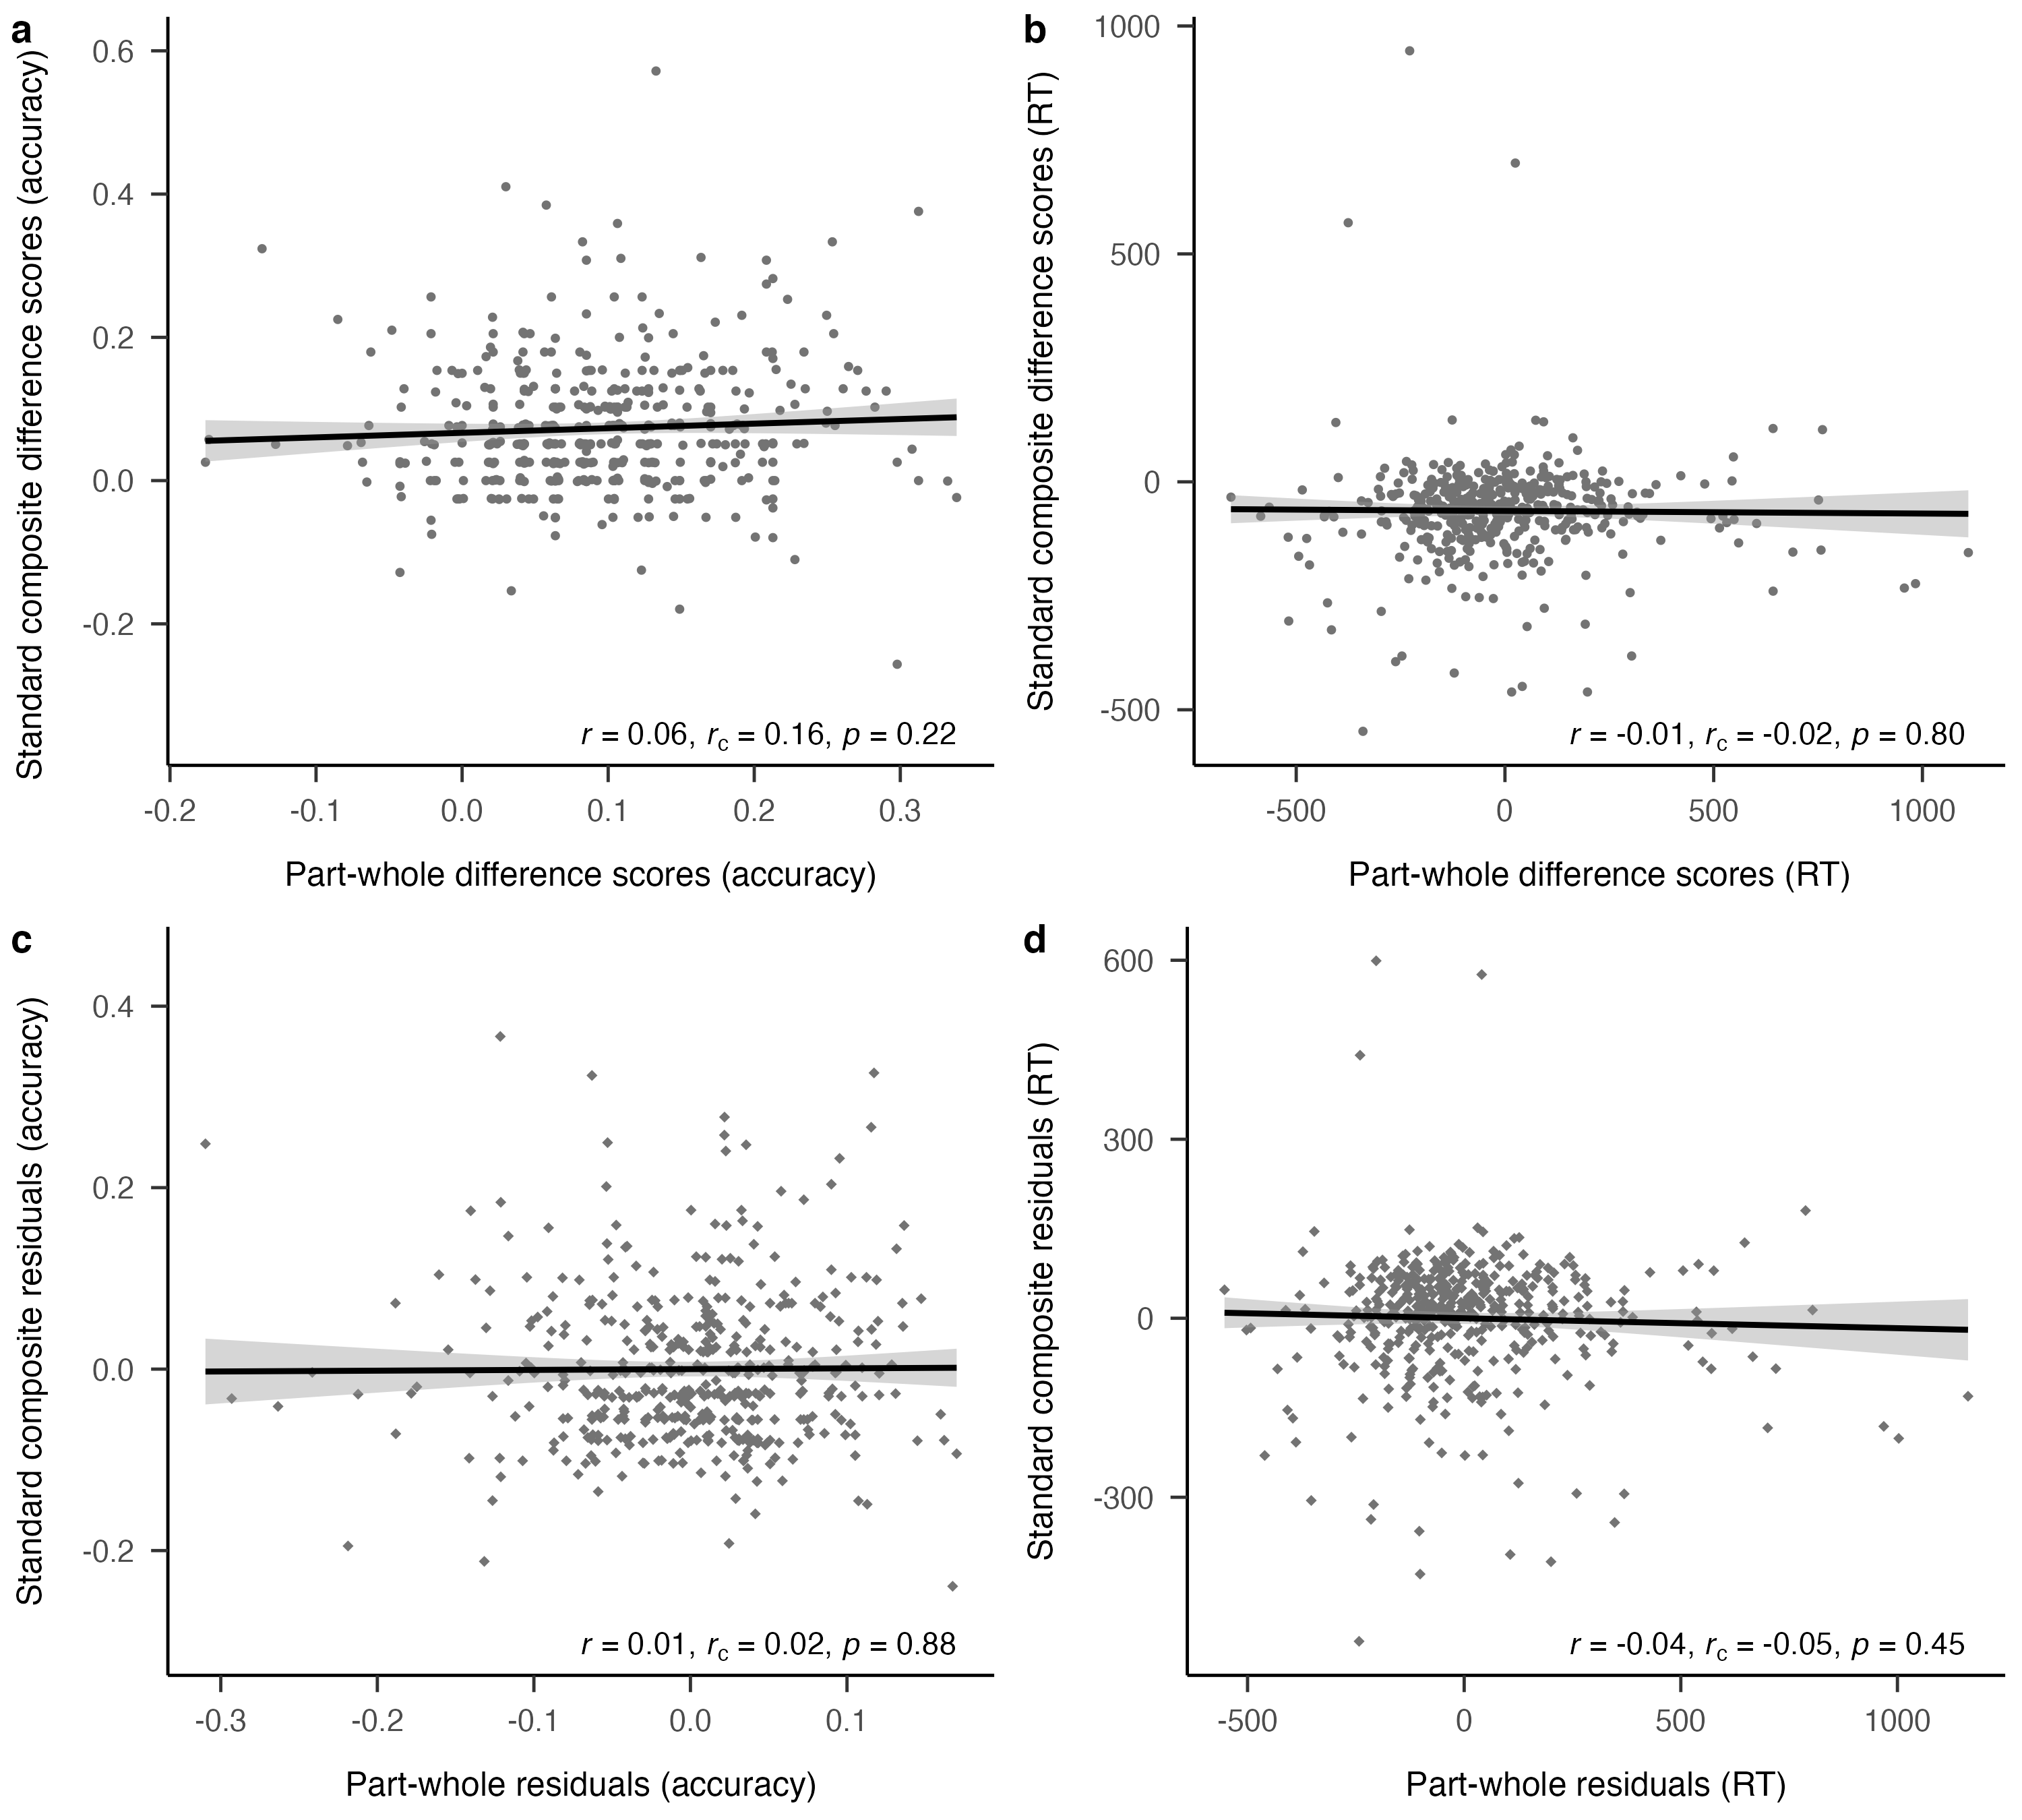 a
Standard composite difference scores (accuracy)
0.6
0.4
0.2
0.0
-0.2
-0.2 -0.1 0.0 0.1 0.2 0.3
Part-whole difference scores (accuracy)
r = 0.06, rc = 0.16, p = 0.22
b
Standard composite difference scores (RT)
1000
500
0
-500
-500 0 500 1000
Part-whole difference scores (RT)
r = -0.01, rc = -0.02, p = 0.80
c
Standard composite residuals (accuracy)
0.4
0.2
0.0
-0.2
-0.3 -0.2 -0.1 0.0 0.1
Part-whole residuals (accuracy)
r = 0.01, rc = 0.02, p = 0.88
d
Standard composite residuals (RT)
600
300
0
-300
-500 0 500 1000
Part-whole residuals (RT)
r = -0.04, rc = -0.05, p = 0.45